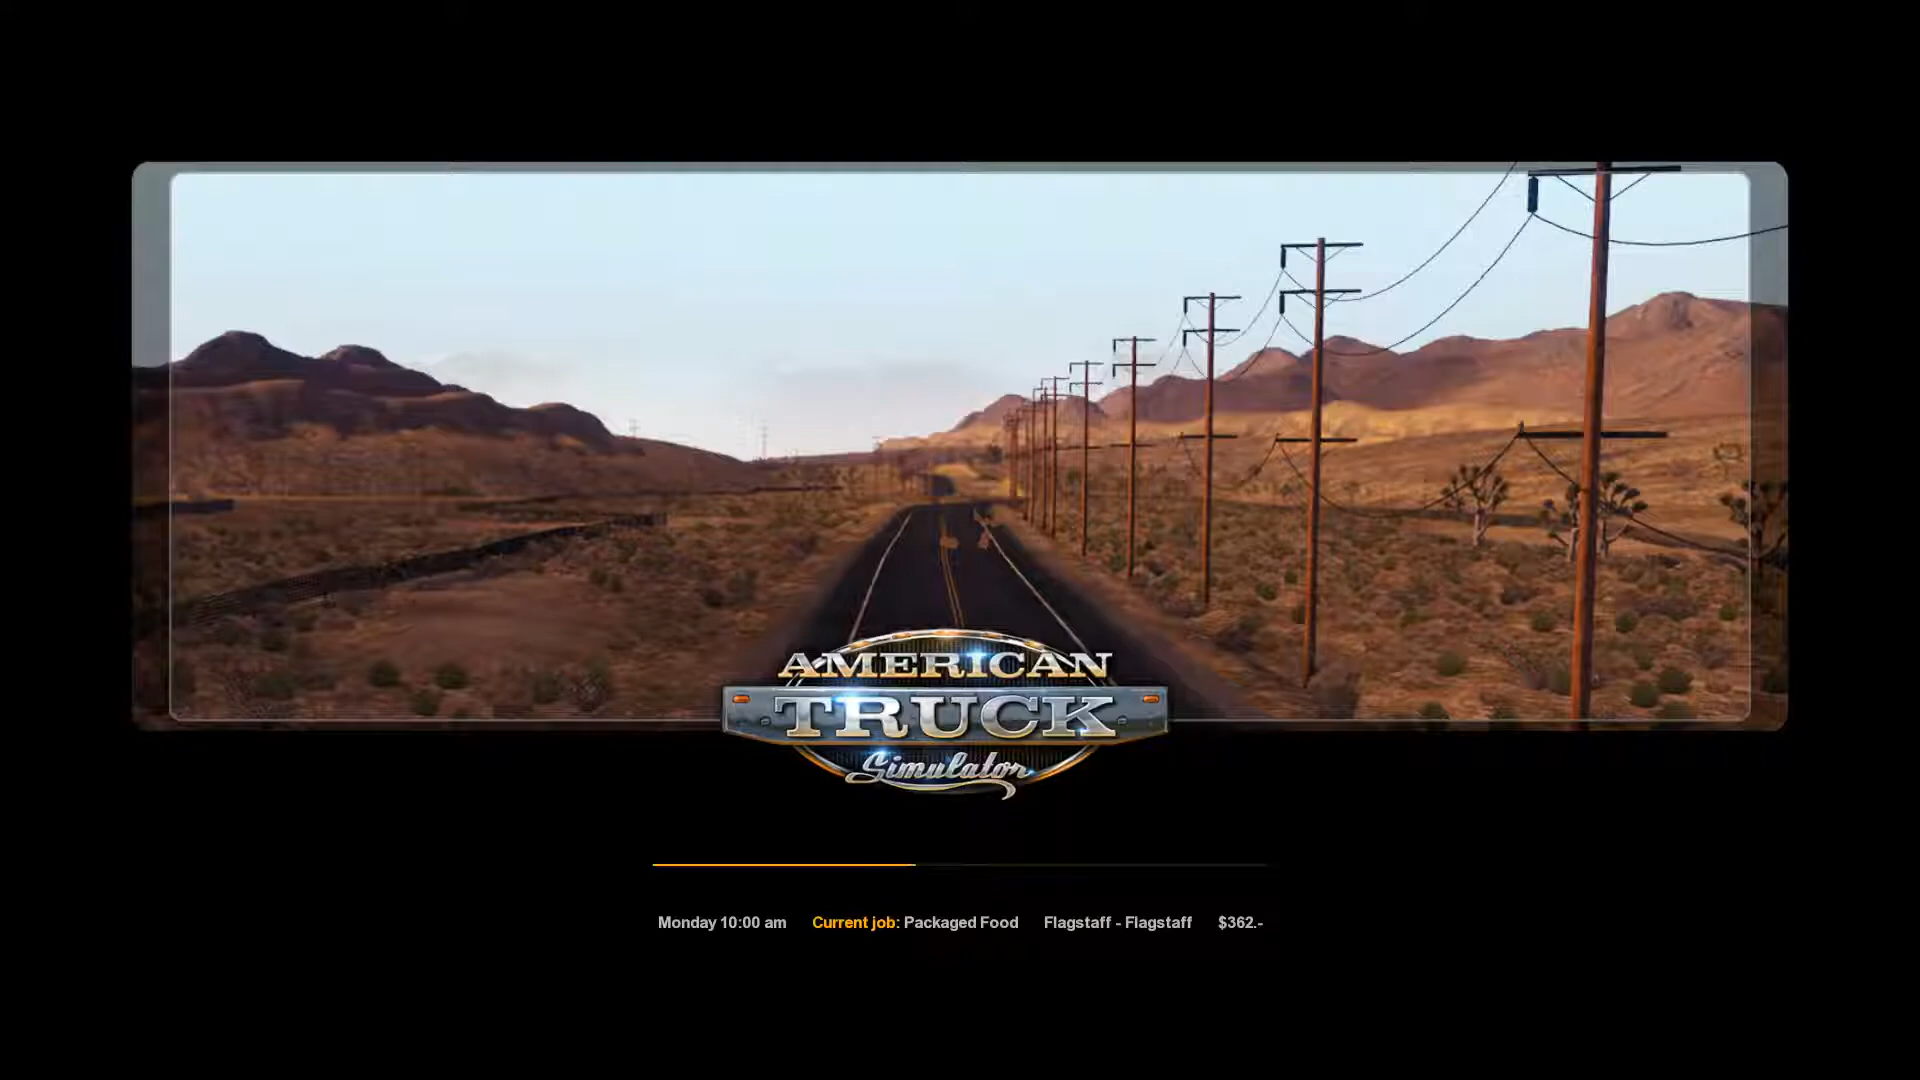 AMERICAN
TRUCK
Simulator
Monday 10:00 am Current job: Packaged Food Flagstaff - Flagstaff $362.-